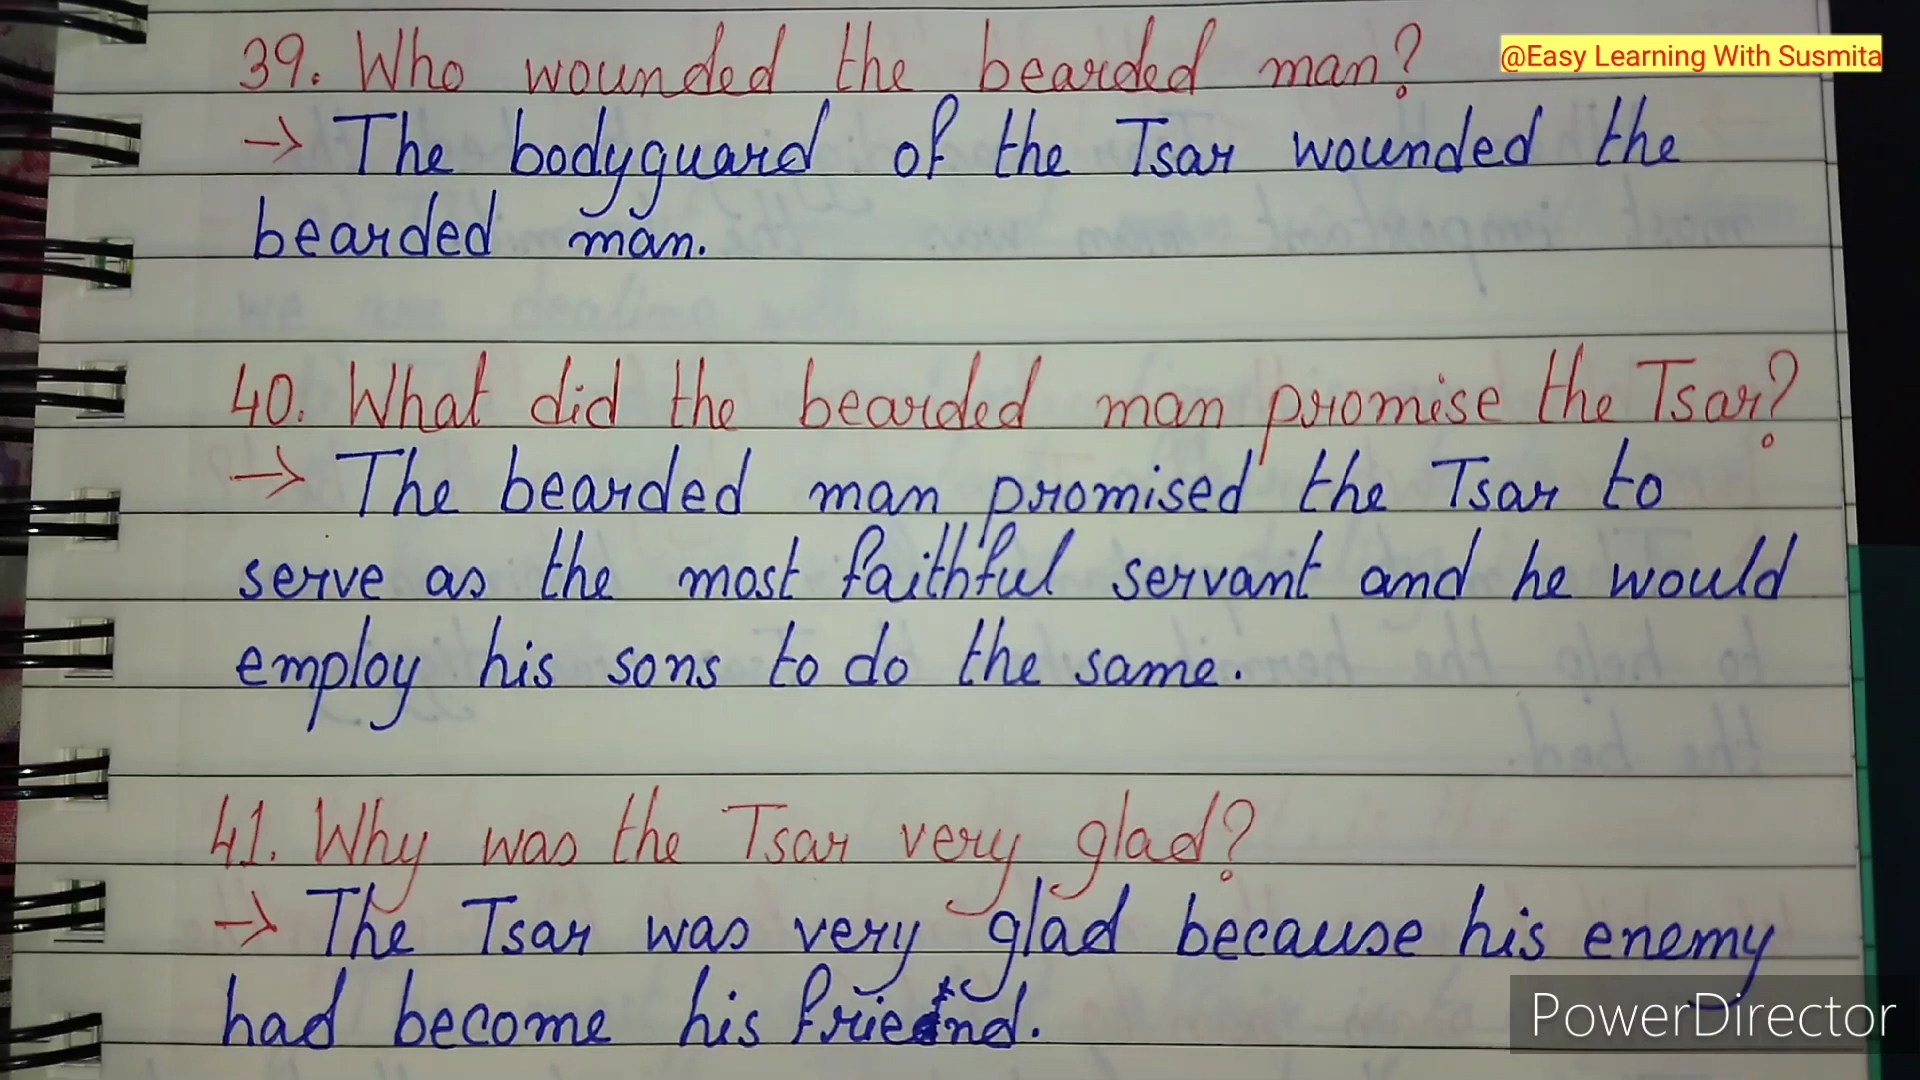 39. Who wounded the bearded man?
@Easy Learning With Susmita
→ The bodyguard of the Tsar wounded the
bearded man.
40. What did the bearded man promise the Tsar?
→ The bearded man promised the Tsar to
serve as the most faithful servant and he would
employ his sons to do the same.
41. Why was the Tsar very glad?
→ The Tsar was very glad because his enemy
had become his friend.
PowerDirector